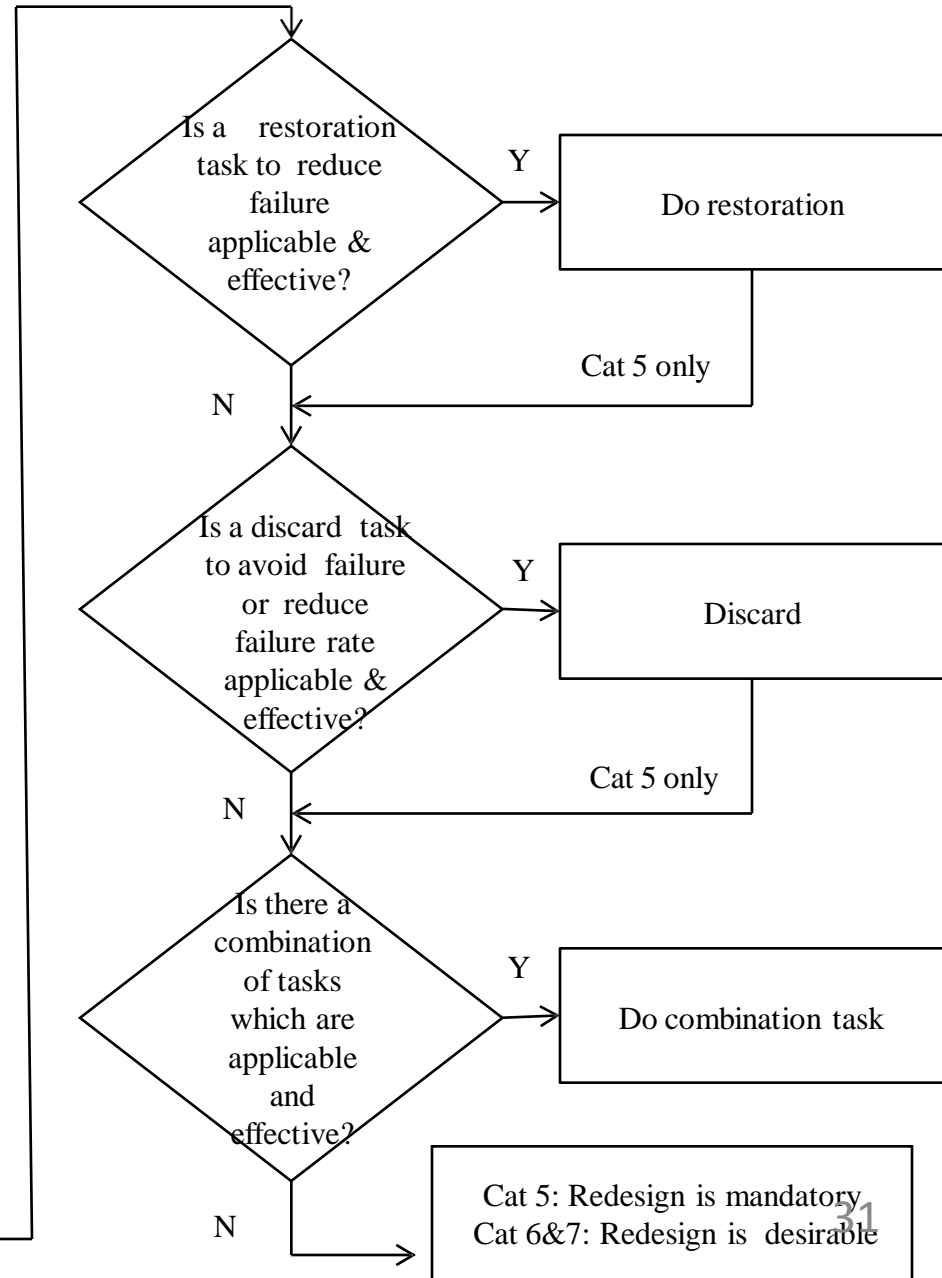 Is a restoration
task to reduce
failure
applicable &
effective?
Y
Do restoration
Cat 5 only
N
Is a discard task
to avoid failure
or reduce
failure rate
applicable &
effective?
Y
Discard
Cat 5 only
N
Is there a
combination
of tasks
which are
applicable
and
effective?
Y
Do combination task
N
Cat 5: Redesign is mandatory
Cat 6&7: Redesign is desirable
31